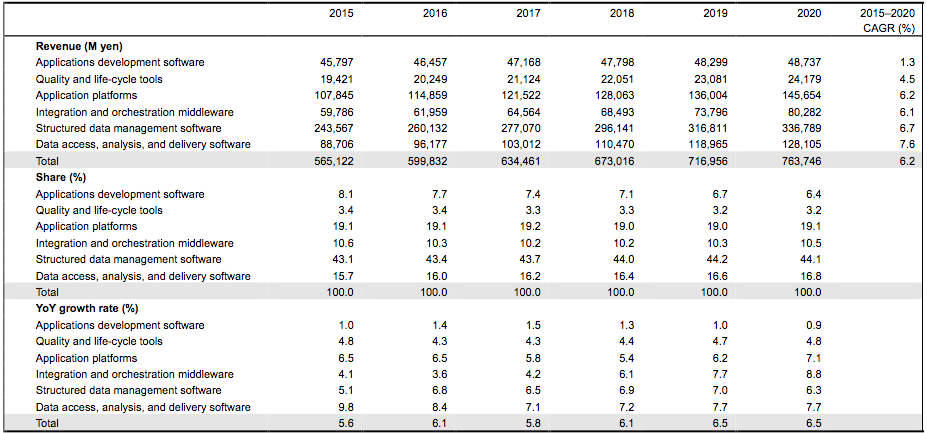 2015 2016 2017 2018 2019 2020 2015–2020
CAGR (%)
Revenue (M yen)
Applications development software 45,797 46,457 47,168 47,798 48,299 48,737 1.3
Quality and life-cycle tools 19,421 20,249 21,124 22,051 23,081 24,179 4.5
Application platforms 107,845 114,859 121,522 128,063 136,004 145,654 6.2
Integration and orchestration middleware 59,786 61,959 64,564 68,493 73,796 80,282 6.1
Structured data management software 243,567 260,132 277,070 296,141 316,811 336,789 6.7
Data access, analysis, and delivery software 88,706 96,177 103,012 110,470 118,965 128,105 7.6
Total 565,122 599,832 634,461 673,016 716,956 763,746 6.2
Share (%)
Applications development software 8.1 7.7 7.4 7.1 6.7 6.4
Quality and life-cycle tools 3.4 3.4 3.3 3.3 3.2 3.2
Application platforms 19.1 19.1 19.2 19.0 19.0 19.1
Integration and orchestration middleware 10.6 10.3 10.2 10.2 10.3 10.5
Structured data management software 43.1 43.4 43.7 44.0 44.2 44.1
Data access, analysis, and delivery software 15.7 16.0 16.2 16.4 16.6 16.8
Total 100.0 100.0 100.0 100.0 100.0 100.0
YoY growth rate (%)
Applications development software 1.0 1.4 1.5 1.3 1.0 0.9
Quality and life-cycle tools 4.8 4.3 4.3 4.4 4.7 4.8
Application platforms 6.5 6.5 5.8 5.4 6.2 7.1
Integration and orchestration middleware 4.1 3.6 4.2 6.1 7.7 8.8
Structured data management software 5.1 6.8 6.5 6.9 7.0 6.3
Data access, analysis, and delivery software 9.8 8.4 7.1 7.2 7.7 7.7
Total 5.6 6.1 5.8 6.1 6.5 6.5